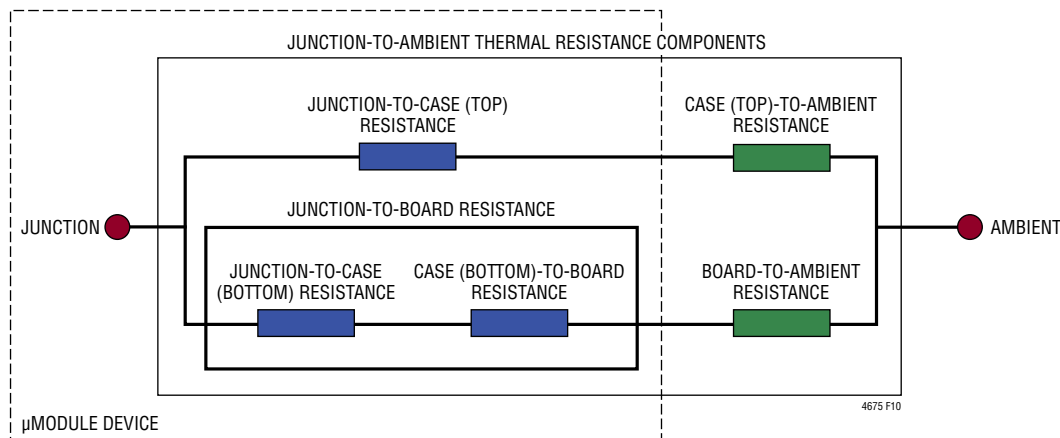 JUNCTION-TO-AMBIENT THERMAL RESISTANCE COMPONENTS
JUNCTION-TO-CASE (TOP)
RESISTANCE
CASE (TOP)-TO-AMBIENT
RESISTANCE
JUNCTION
JUNCTION-TO-BOARD RESISTANCE
AMBIENT
JUNCTION-TO-CASE
(BOTTOM) RESISTANCE
CASE (BOTTOM)-TO-BOARD
RESISTANCE
BOARD-TO-AMBIENT
RESISTANCE
4675 F10
µMODULE DEVICE